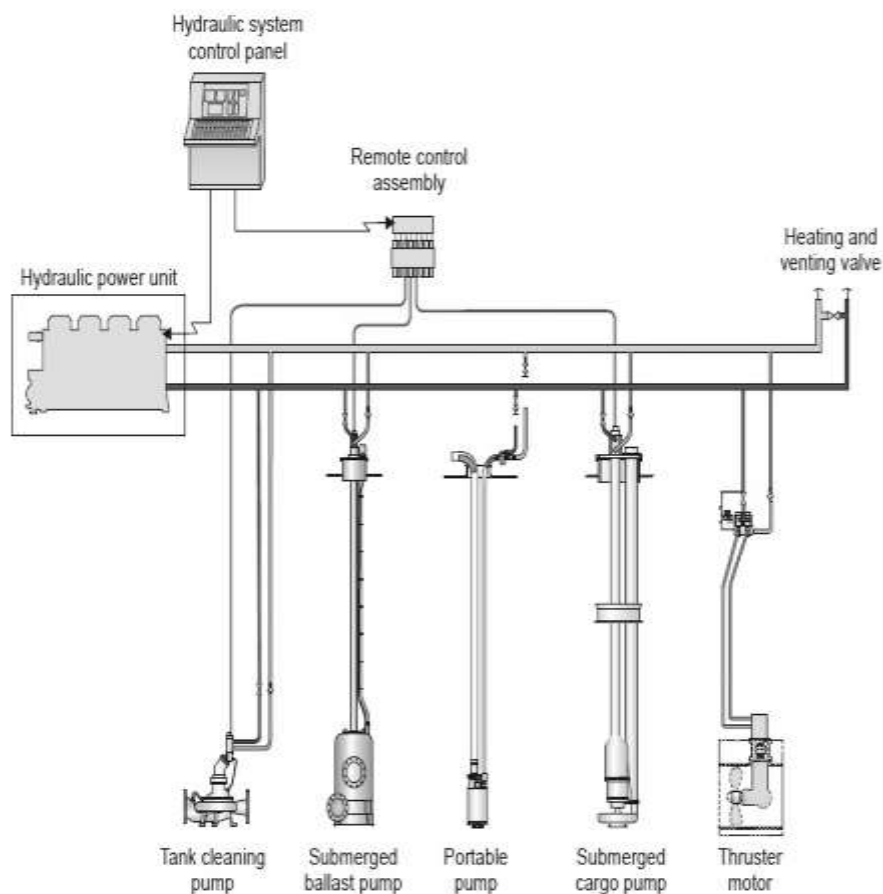 Hydraulic system
control panel
Remote control
assembly
Heating and
venting valve
Hydraulic power unit
Tank cleaning
pump
Submerged
ballast pump
Portable
pump
Submerged
cargo pump
Thruster
motor